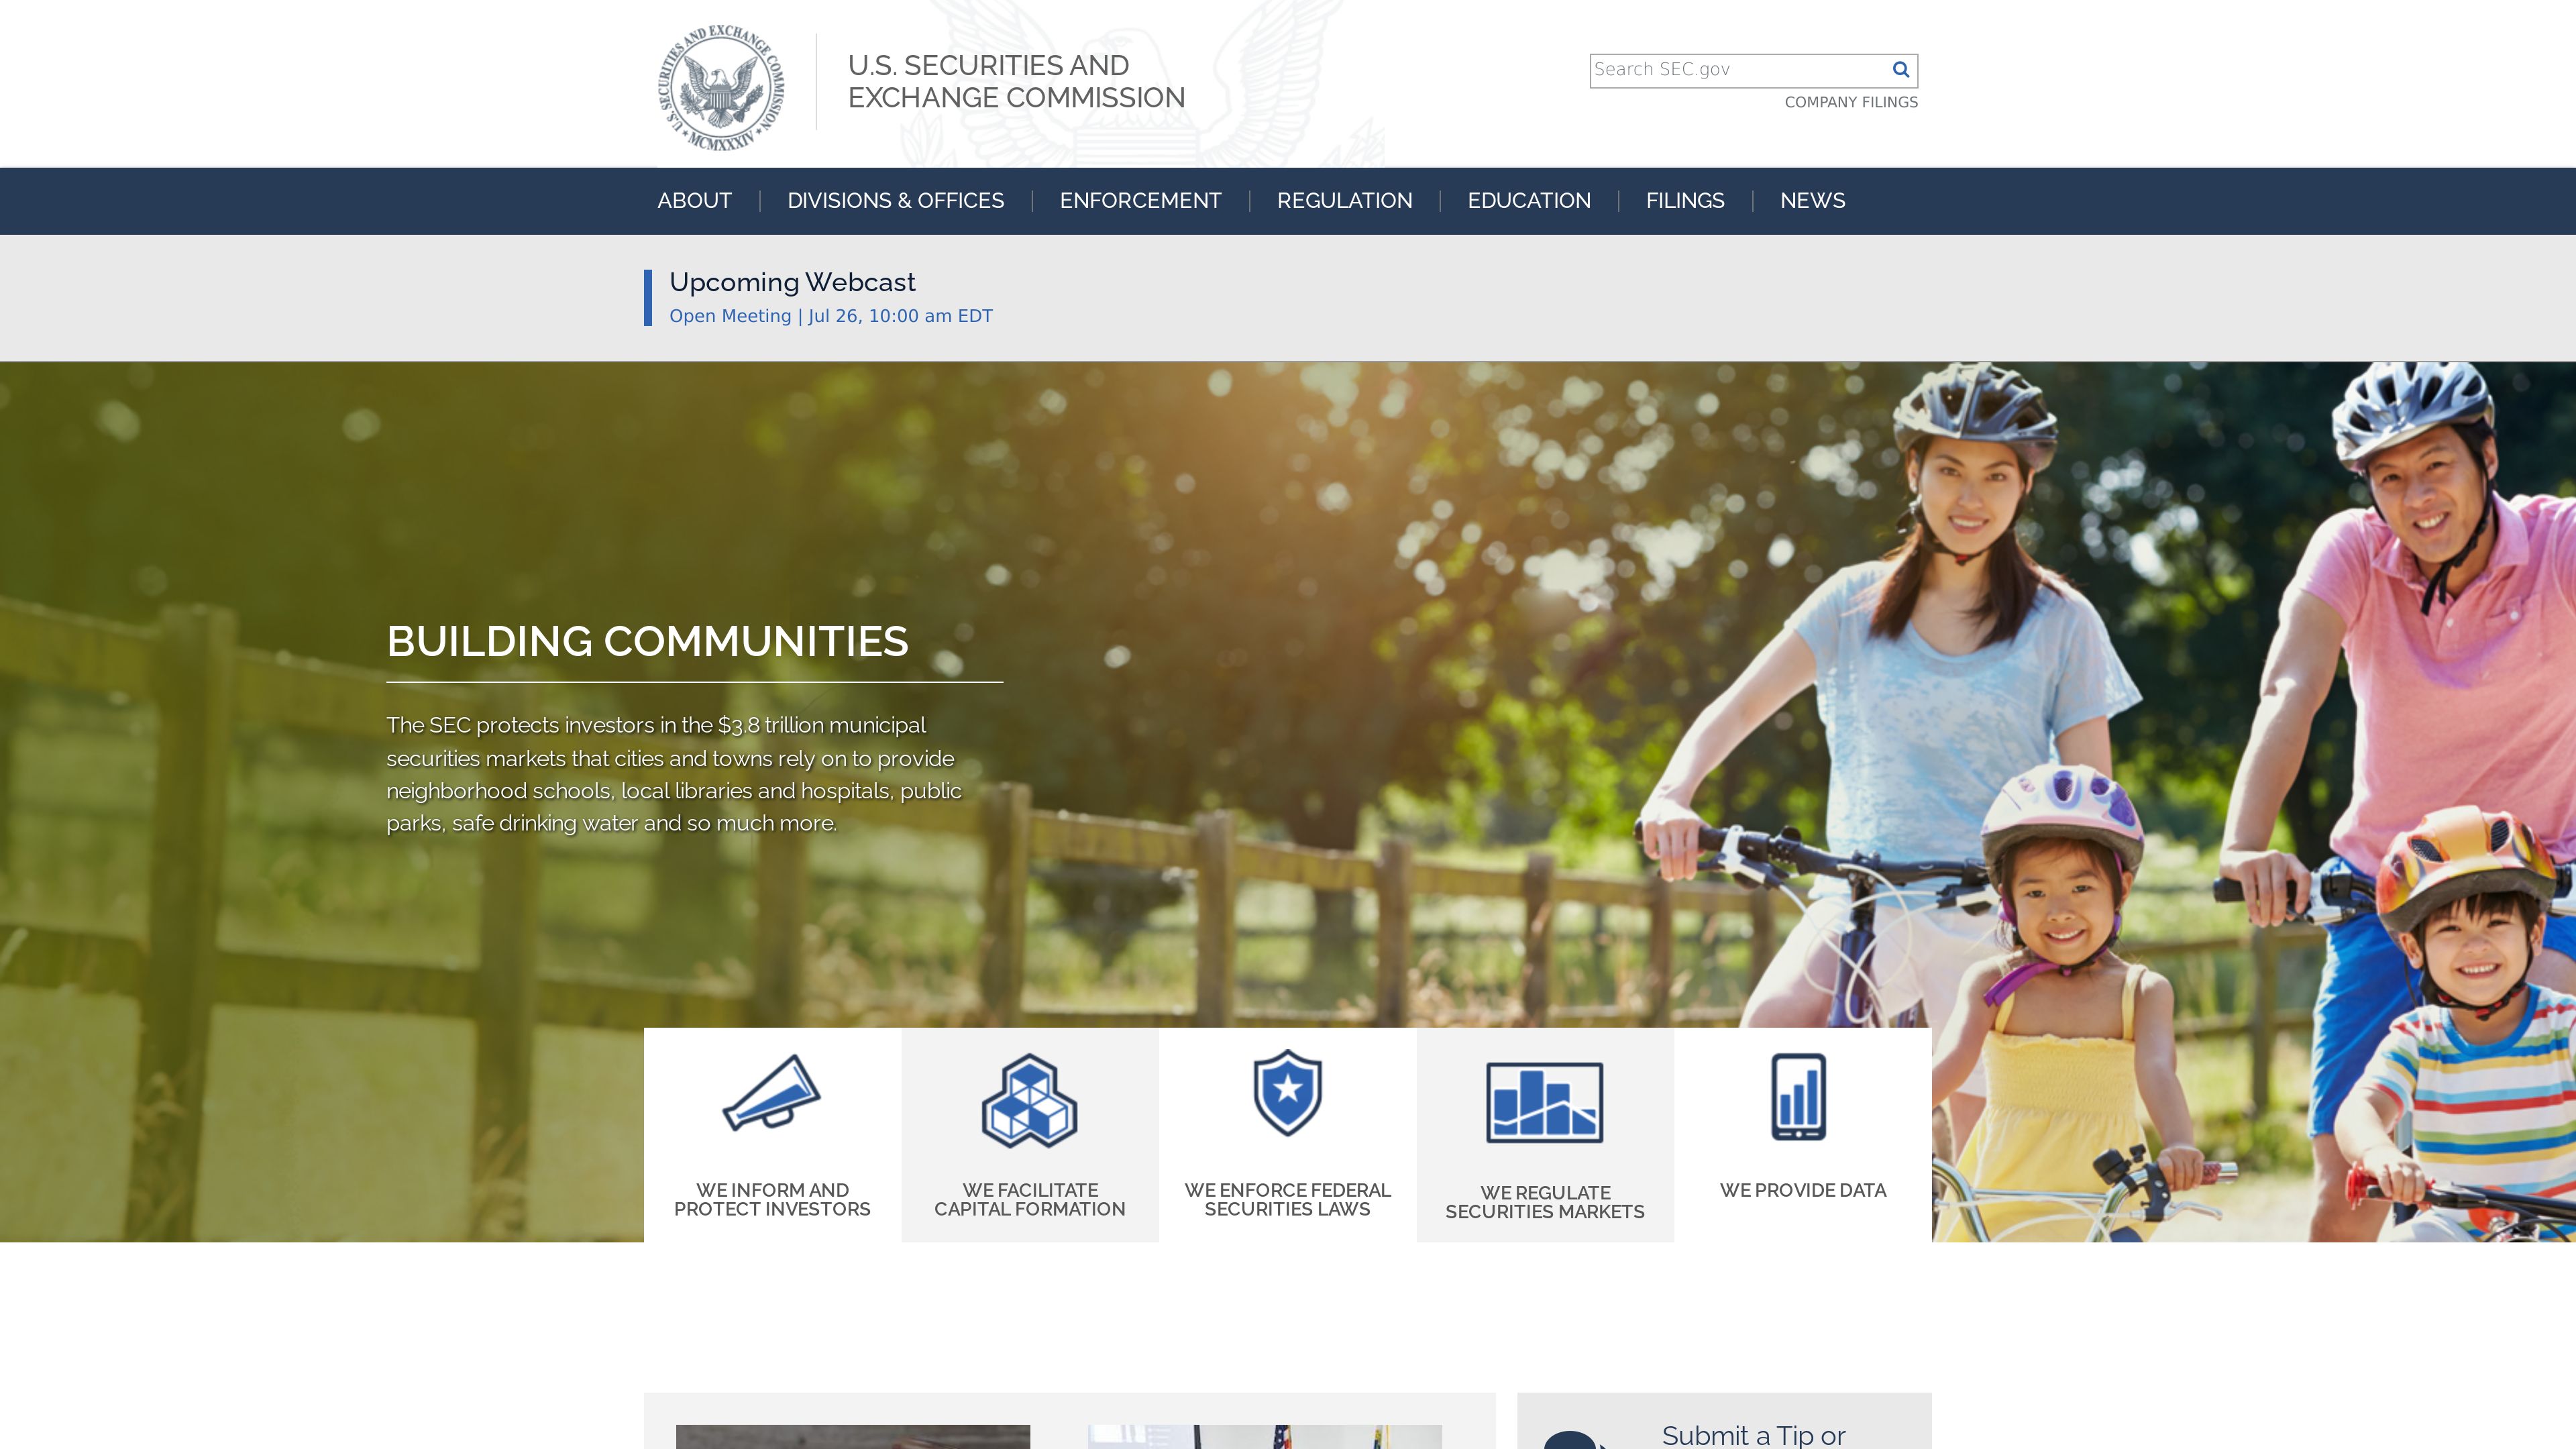 U.S. SECURITIES AND EXCHANGE COMMISSION
MCMXXXIV
U.S. SECURITIES AND
EXCHANGE COMMISSION
Search SEC.gov
COMPANY FILINGS
ABOUT
DIVISIONS & OFFICES
ENFORCEMENT
REGULATION
EDUCATION
FILINGS
NEWS
Upcoming Webcast
Open Meeting | Jul 26, 10:00 am EDT
BUILDING COMMUNITIES
The SEC protects investors in the $3.8 trillion municipal
securities markets that cities and towns rely on to provide
neighborhood schools, local libraries and hospitals, public
parks, safe drinking water and so much more.
WE INFORM AND
PROTECT INVESTORS
WE FACILITATE
CAPITAL FORMATION
WE ENFORCE FEDERAL
SECURITIES LAWS
WE REGULATE
SECURITIES MARKETS
WE PROVIDE DATA
Submit a Tip or